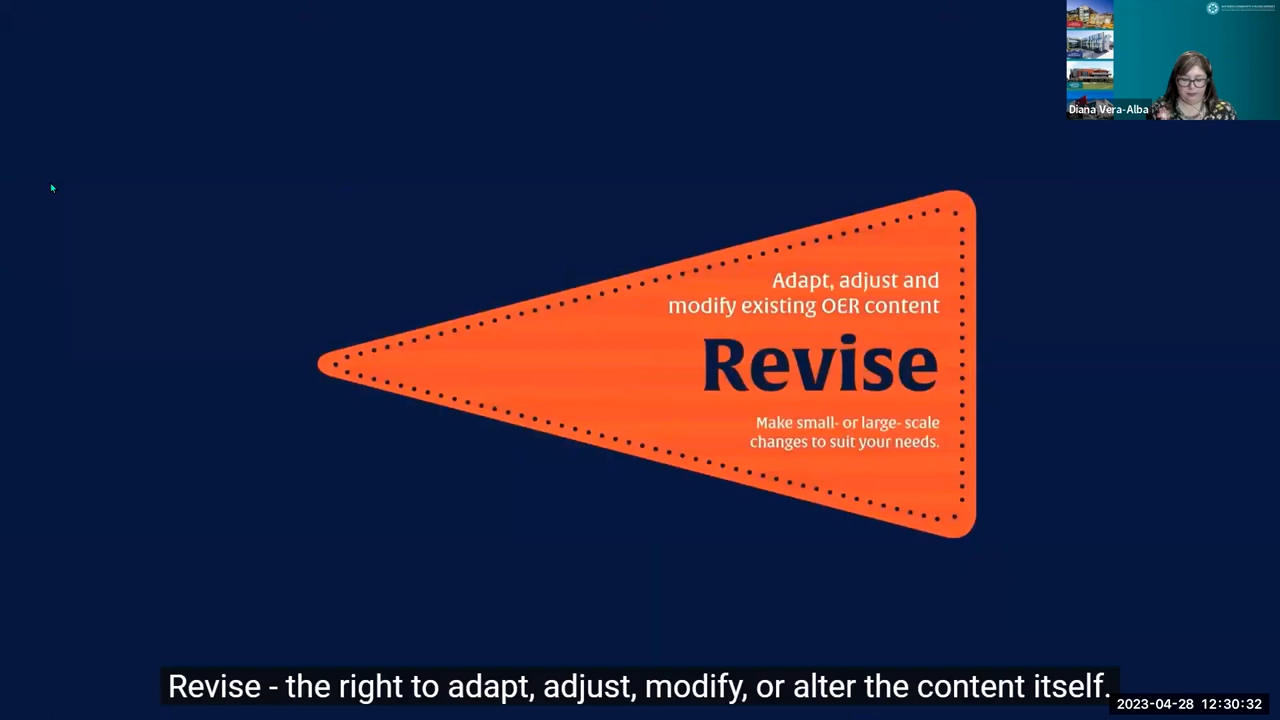 Diana Vera-Alba
Adapt, adjust and
modify existing OER content
Revise
Make small- or large- scale
changes to suit your needs.
Revise - the right to adapt, adjust, modify, or alter the content itself.
2023-04-28 12:30:32